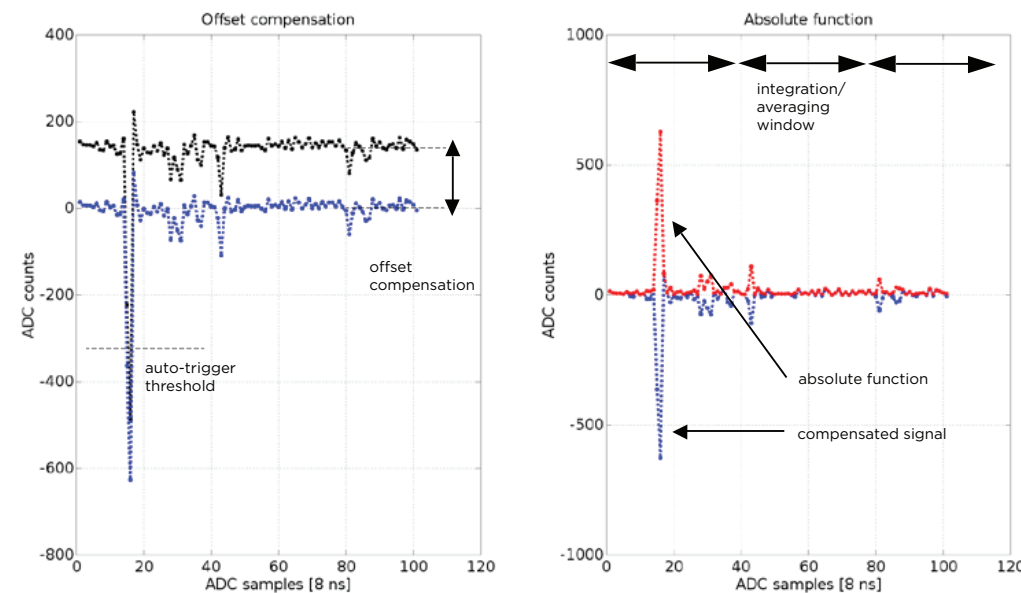 Offset compensation
400
200
0
-200
-400
-600
-800
0
20
40
60
80
100
120
ADC counts
ADC samples [8 ns]
offset
compensation
auto-trigger
threshold
Absolute function
1000
500
0
-500
-1000
0
20
40
60
80
100
120
ADC counts
ADC samples [8 ns]
integration/
averaging
window
absolute function
compensated signal